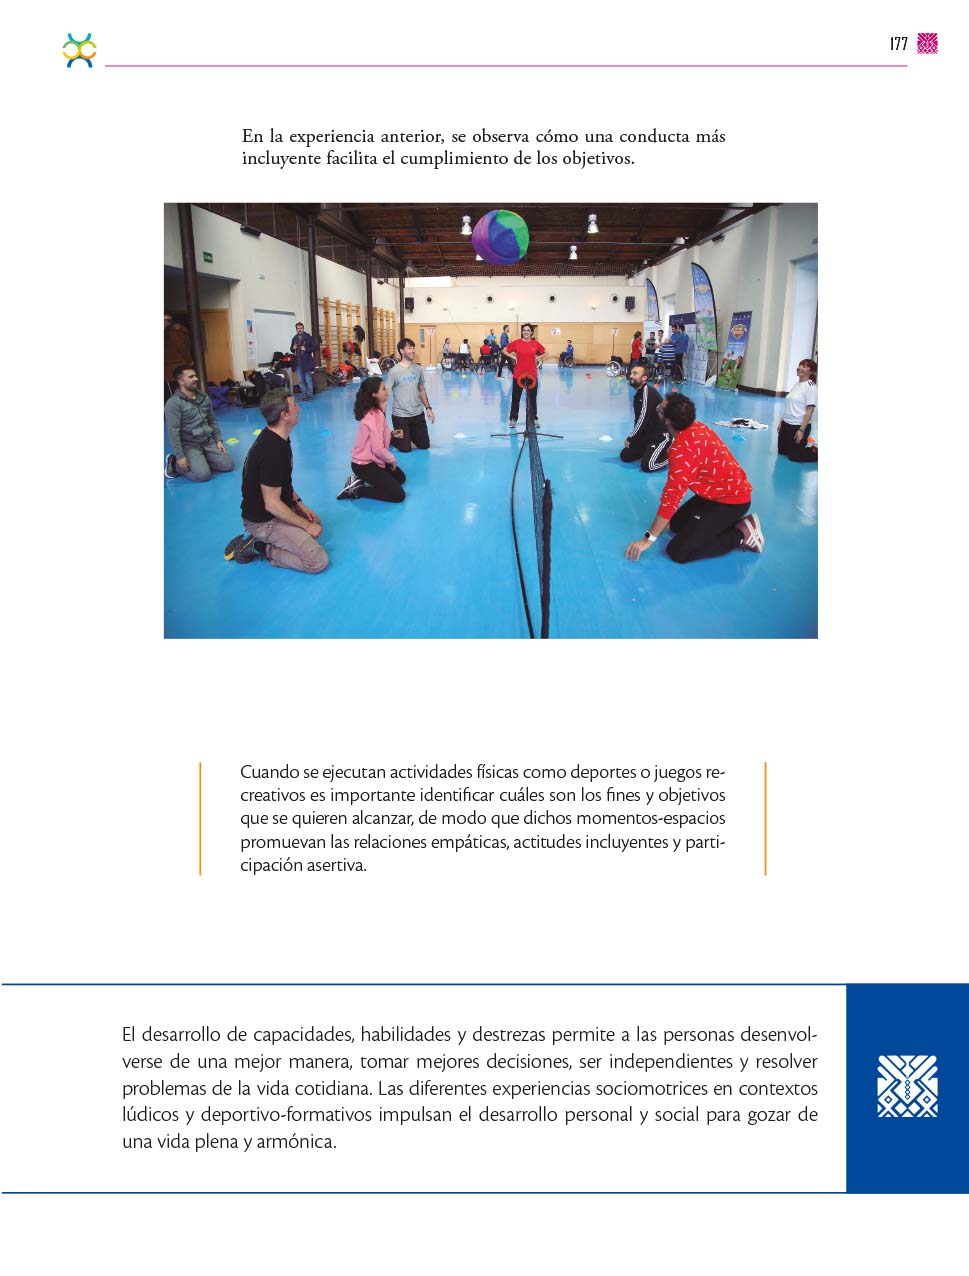 177
En la experiencia anterior, se observa cómo una conducta más
incluyente facilita el cumplimiento de los objetivos.
Cuando se ejecutan actividades físicas como deportes o juegos re-
creativos es importante identificar cuáles son los fines y objetivos
que se quieren alcanzar, de modo que dichos momentos-espacios
promuevan las relaciones empáticas, actitudes incluyentes y parti-
cipación asertiva.
El desarrollo de capacidades, habilidades y destrezas permite a las personas desenvol-
verse de una mejor manera, tomar mejores decisiones, ser independientes y resolver
problemas de la vida cotidiana. Las diferentes experiencias sociomotrices en contextos
lúdicos y deportivo-formativos impulsan el desarrollo personal y social para gozar de
una vida plena y armónica.